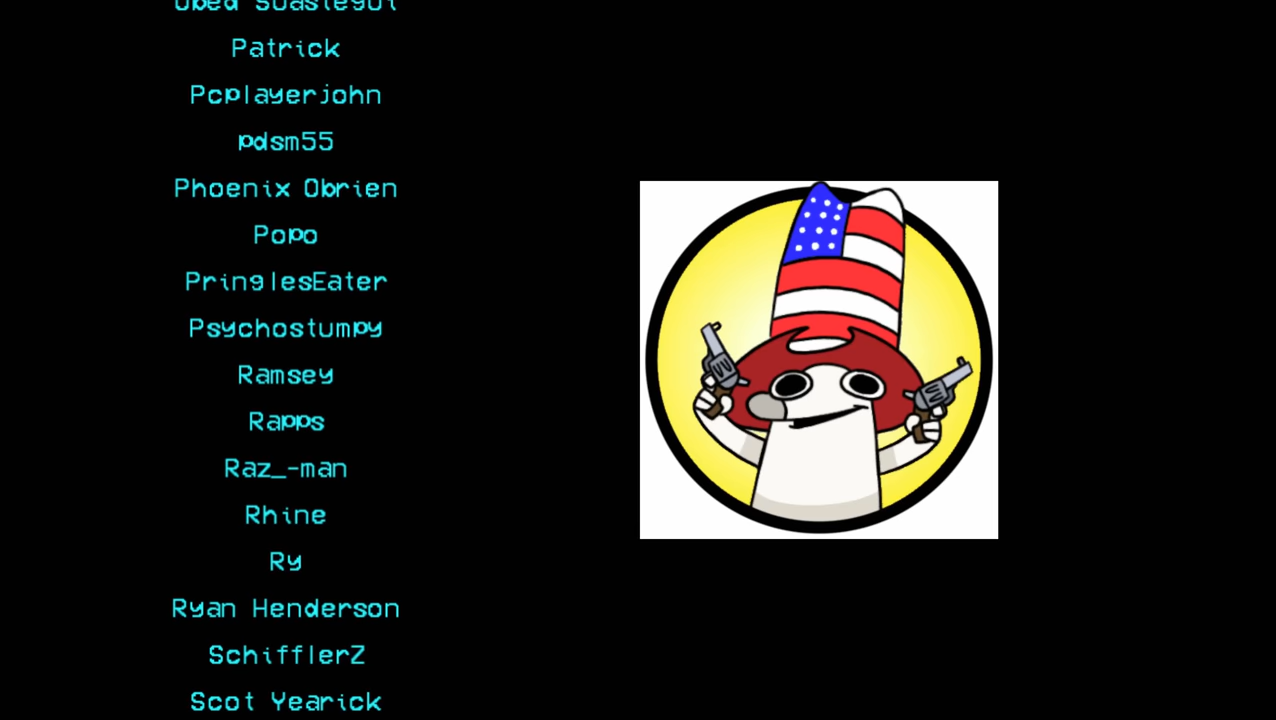 Patrick
Pcplayerjohn
pdsm55
Phoenix Obrien
Popo
PringlesEater
Psychostumpy
Ramsey
Rapps
Raz_-man
Rhine
Ry
Ryan Henderson
SchifflerZ
Scot Yearick